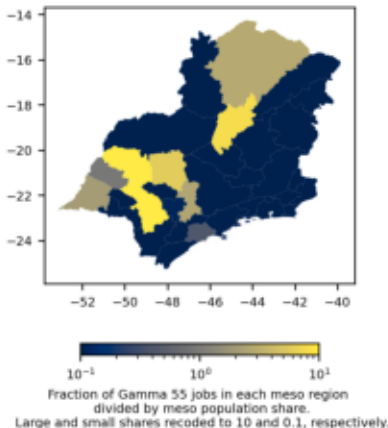 −14
−16
−18
−20
−22
−24
−52 −50 −48 −46 −44 −42 −40
10⁻¹ 10⁰ 10¹
Fraction of Gamma 55 jobs in each meso region
divided by meso population share.
Large and small shares recoded to 10 and 0.1, respectively